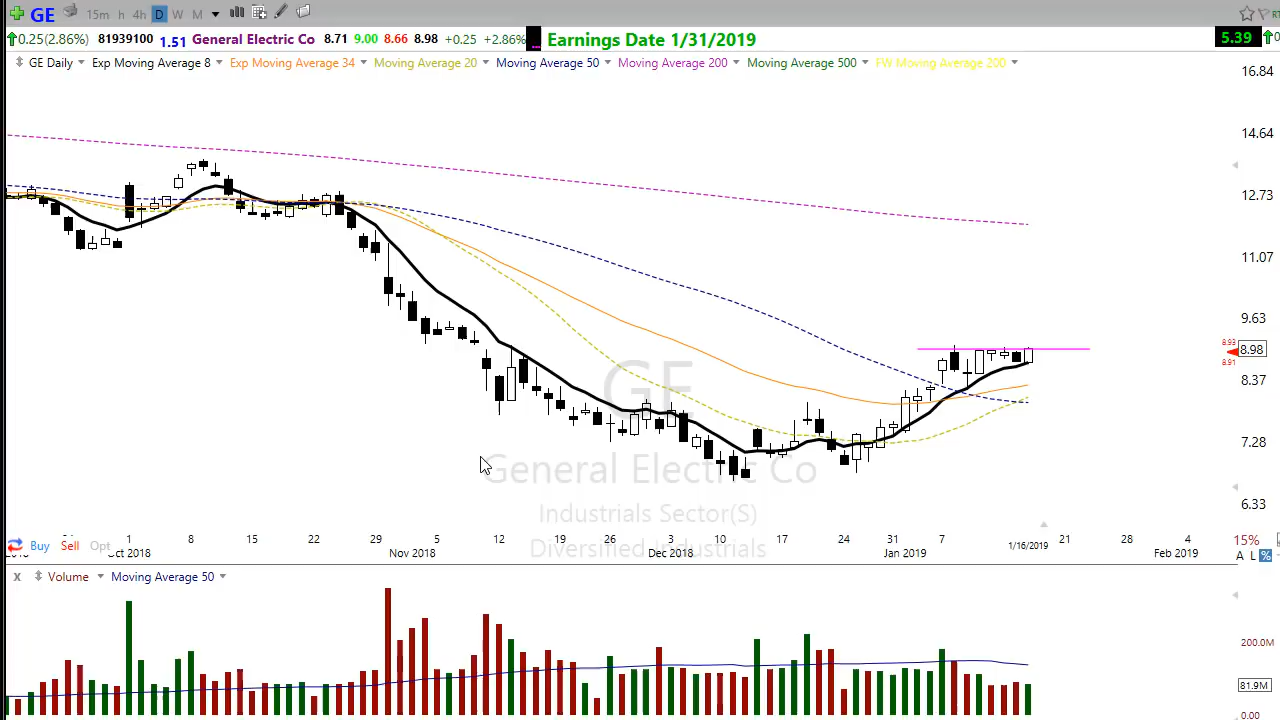 GE 15m h 4h D W M RT
0.25(2.86%) 81939100 1.51 General Electric Co 8.71 9.00 8.66 8.98 +0.25 +2.86% ... Earnings Date 1/31/2019 5.39 0
GE Daily Exp Moving Average 8 Exp Moving Average 34 Moving Average 20 Moving Average 50 Moving Average 200 Moving Average 500 FW Moving Average 200
16.84
14.64
12.73
11.07
9.63
8.93
8.98
8.91
8.37
7.28
6.33
GE
General Electric Co
Industrials Sector(S)
Diversified Industrials
1 8 15 22 29 5 12 19 26 3 10 17 24 31 7 1/16/2019 21 28 4 15%
Buy Sell Opt
Oct 2018 Nov 2018 Dec 2018 Jan 2019 Feb 2019 A L %
X Volume Moving Average 50
200.0M
81.9M
0.00